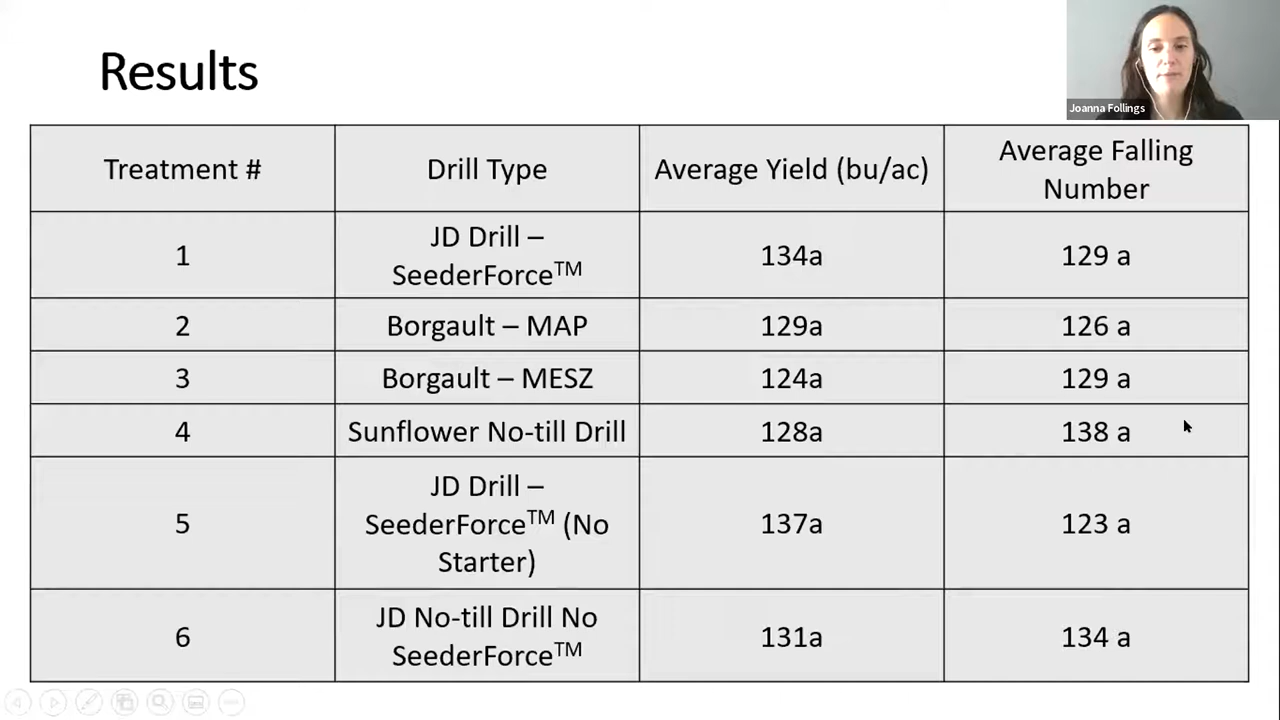 Results
Joanna Follings
Treatment #
Drill Type
Average Yield (bu/ac)
Average Falling
Number
1
JD Drill –
SeederForce™
134a
129 a
2
Borgault – MAP
129a
126 a
3
Borgault – MESZ
124a
129 a
4
Sunflower No-till Drill
128a
138 a
5
JD Drill –
SeederForce™ (No
Starter)
137a
123 a
6
JD No-till Drill No
SeederForce™
131a
134 a